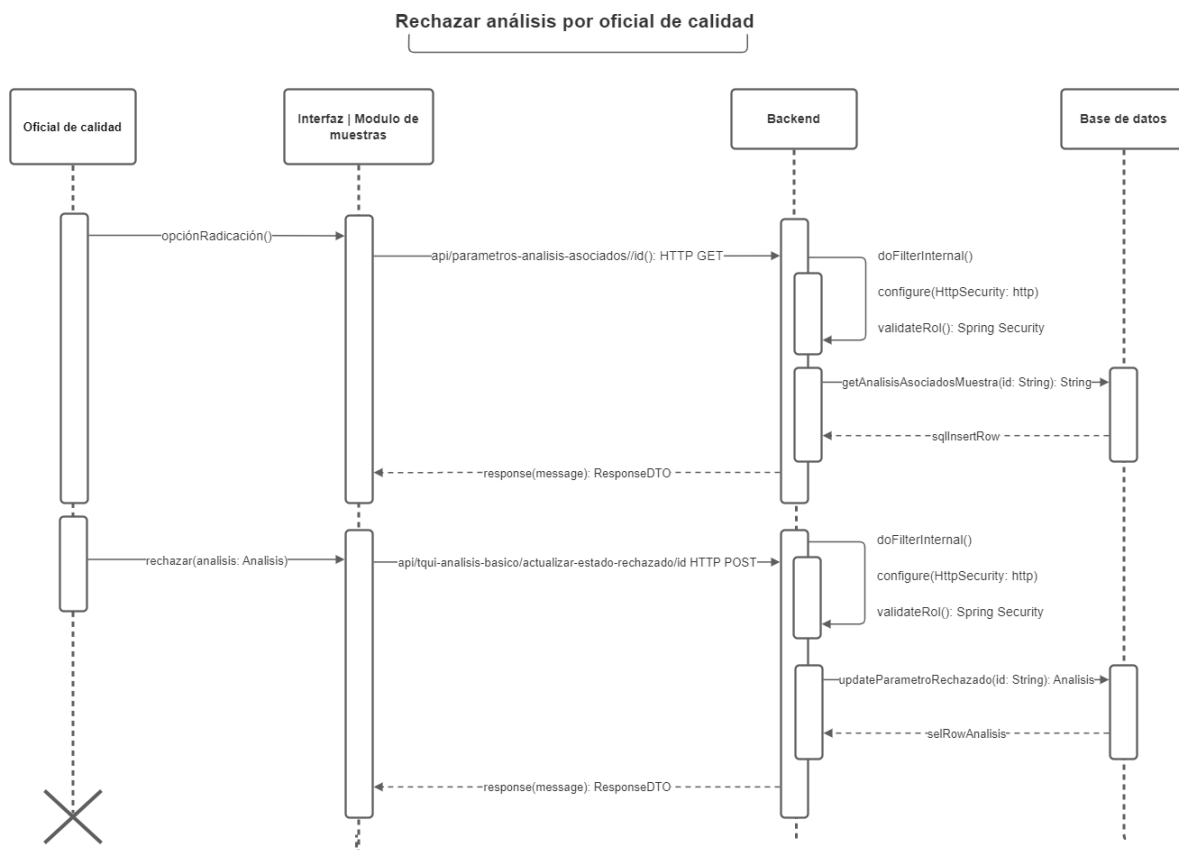 Rechazar análisis por oficial de calidad
Oficial de calidad
Interfaz | Modulo de
muestras
Backend
Base de datos
opciónRadicación()
api/parametros-analisis-asociados//id(): HTTP GET
doFilterInternal()
configure(HttpSecurity: http)
validateRol(): Spring Security
getAnalisisAsociadosMuestra(id: String): String
sqlInsertRow
response(message): ResponseDTO
rechazar(analisis: Analisis)
api/tqui-analisis-basico/actualizar-estado-rechazado/id HTTP POST
doFilterInternal()
configure(HttpSecurity: http)
validateRol(): Spring Security
updateParametroRechazado(id: String): Analisis
selRowAnalisis
response(message): ResponseDTO